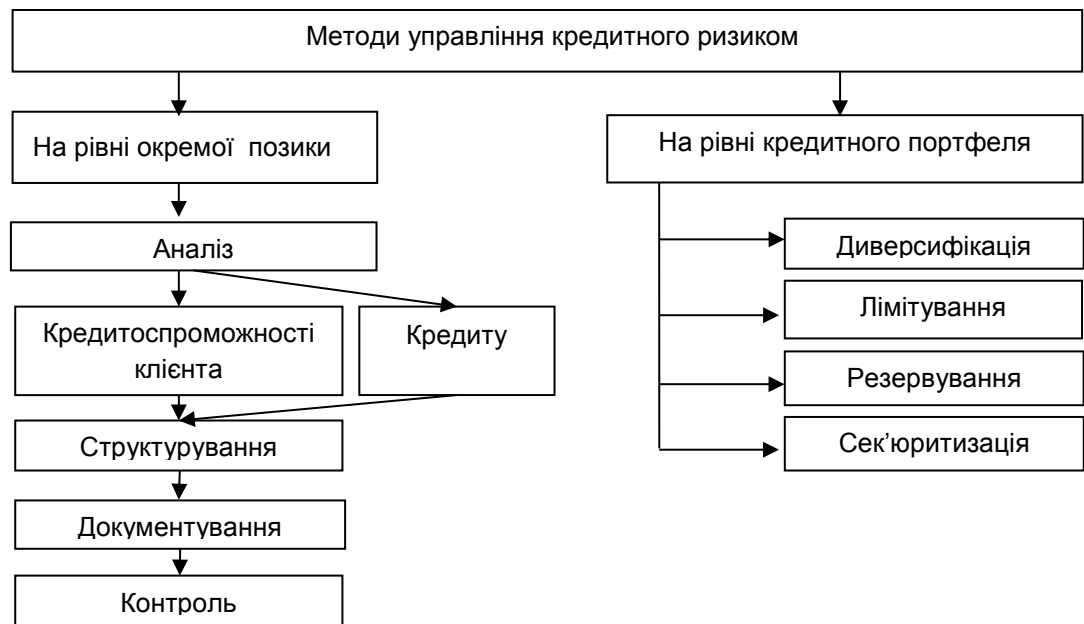 Методи управління кредитного ризиком
На рівні окремої позики
На рівні кредитного портфеля
Аналіз
Кредитоспроможності
клієнта
Кредиту
Структурування
Документування
Контроль
Диверсифікація
Лімітування
Резервування
Сек’юритизація